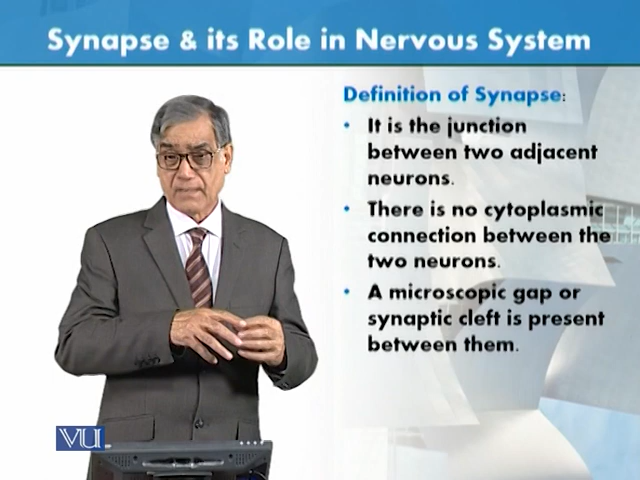 Synapse & its Role in Nervous System
Definition of Synapse:
• It is the junction
between two adjacent
neurons.
• There is no cytoplasmic
connection between the
two neurons.
• A microscopic gap or
synaptic cleft is present
between them.
VU